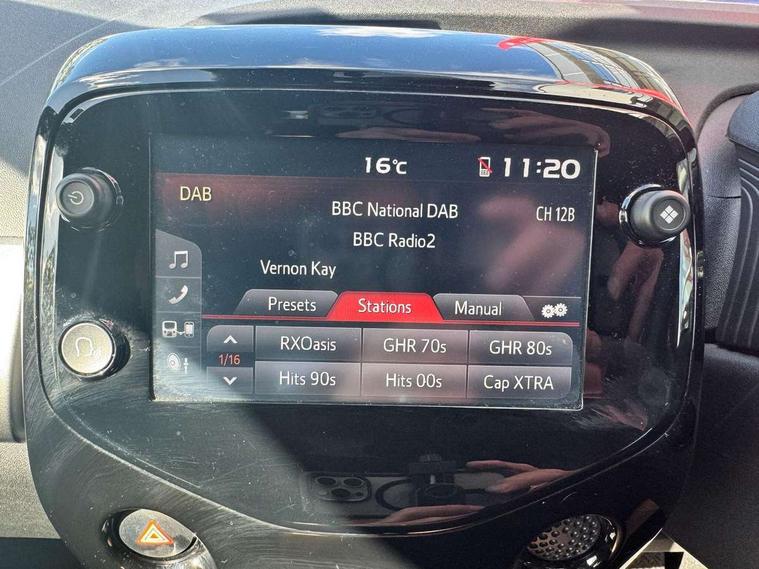 16°C 11:20
DAB
BBC National DAB CH 12B
BBC Radio2
Vernon Kay
Presets Stations Manual
RXOasis GHR 70s GHR 80s
1/16
Hits 90s Hits 00s Cap XTRA